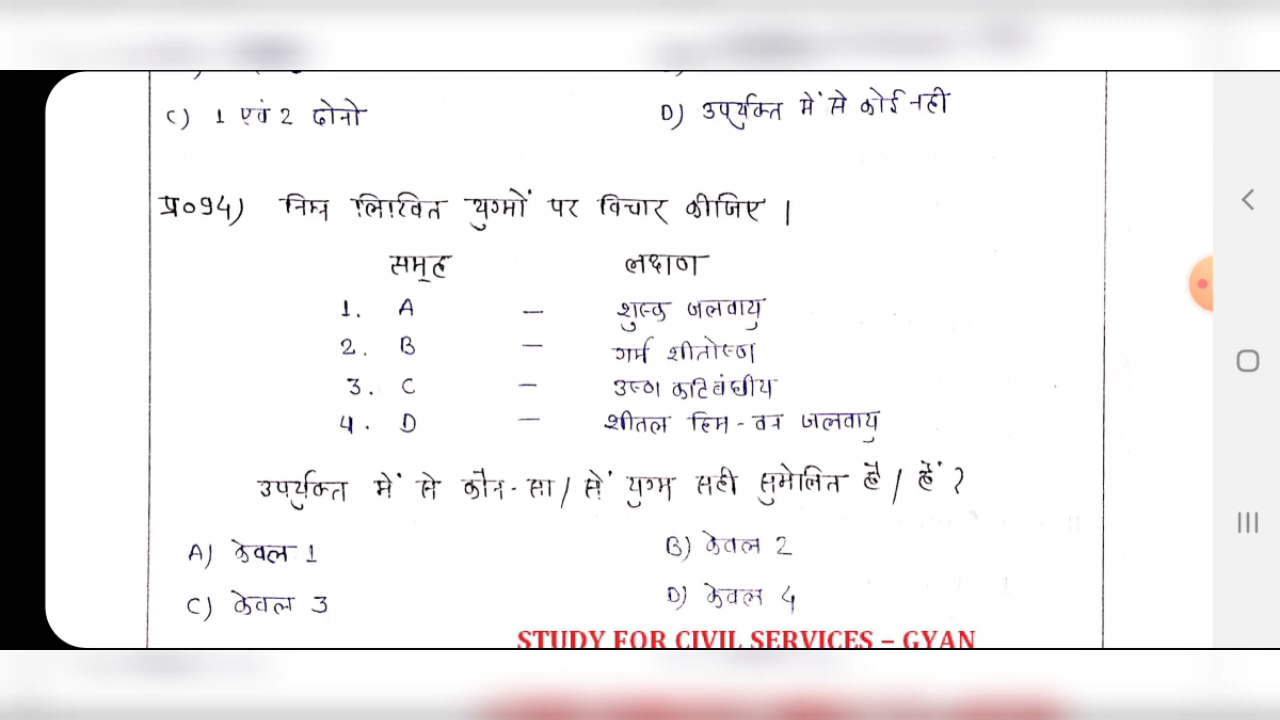 C) 1 एवं 2 दोनो
D) उपर्युक्त में से कोई नही
प्र०94) निम्न लिखित युग्मों पर विचार कीजिए |
समूह लक्षण
1. A – शुष्क जलवायु
2. B – गर्म शीतोष्ण
3. C – उष्ण कटिबंधीय
4. D – शीतल हिम-वन जलवायु
उपर्युक्त में से कौन-सा/सें युग्म सही सुमेलित है/हैं ?
A) केवल 1
B) केवल 2
C) केवल 3
D) केवल 4
STUDY FOR CIVIL SERVICES – GYAN